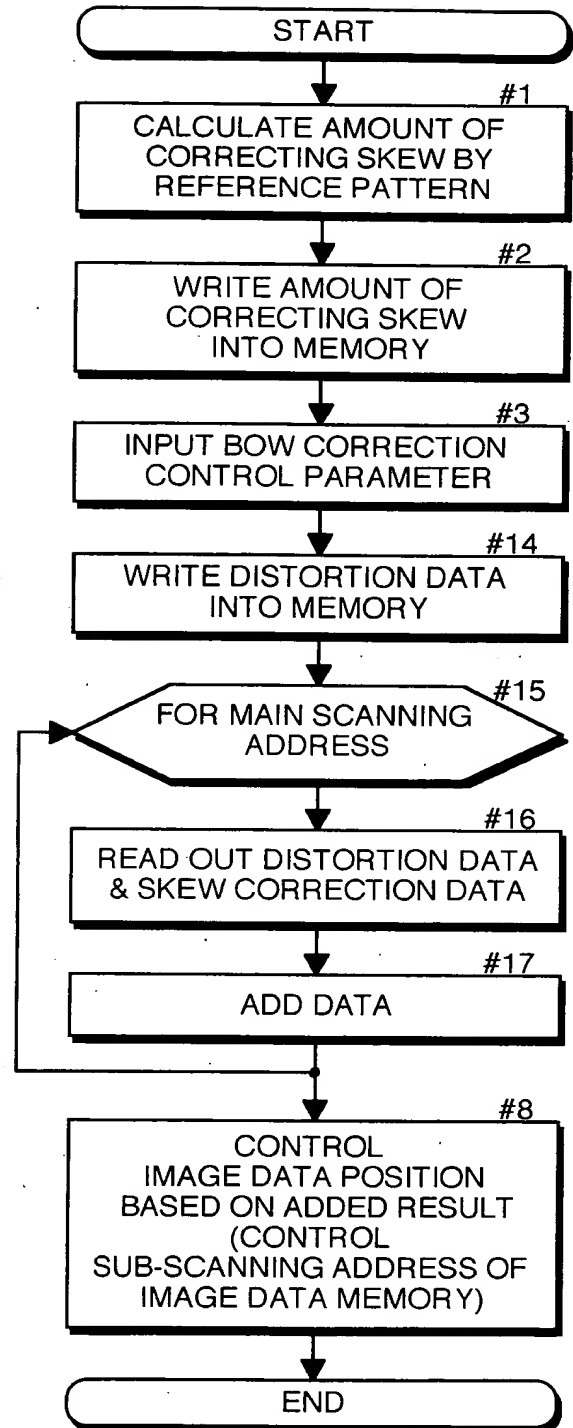 START
#1
CALCULATE AMOUNT OF
CORRECTING SKEW BY
REFERENCE PATTERN
#2
WRITE AMOUNT OF
CORRECTING SKEW
INTO MEMORY
#3
INPUT BOW CORRECTION
CONTROL PARAMETER
#14
WRITE DISTORTION DATA
INTO MEMORY
#15
FOR MAIN SCANNING
ADDRESS
#16
READ OUT DISTORTION DATA
& SKEW CORRECTION DATA
#17
ADD DATA
#8
CONTROL
IMAGE DATA POSITION
BASED ON ADDED RESULT
(CONTROL
SUB-SCANNING ADDRESS OF
IMAGE DATA MEMORY)
END